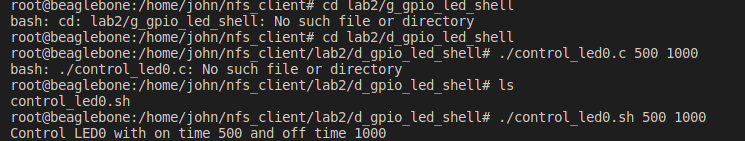 root@beaglebone:/home/john/nfs_client# cd lab2/g_gpio_led_shell
bash: cd: lab2/g_gpio_led_shell: No such file or directory
root@beaglebone:/home/john/nfs_client# cd lab2/d_gpio_led_shell
root@beaglebone:/home/john/nfs_client/lab2/d_gpio_led_shell# ./control_led0.c 500 1000
bash: ./control_led0.c: No such file or directory
root@beaglebone:/home/john/nfs_client/lab2/d_gpio_led_shell# ls
control_led0.sh
root@beaglebone:/home/john/nfs_client/lab2/d_gpio_led_shell# ./control_led0.sh 500 1000
Control LED0 with on time 500 and off time 1000